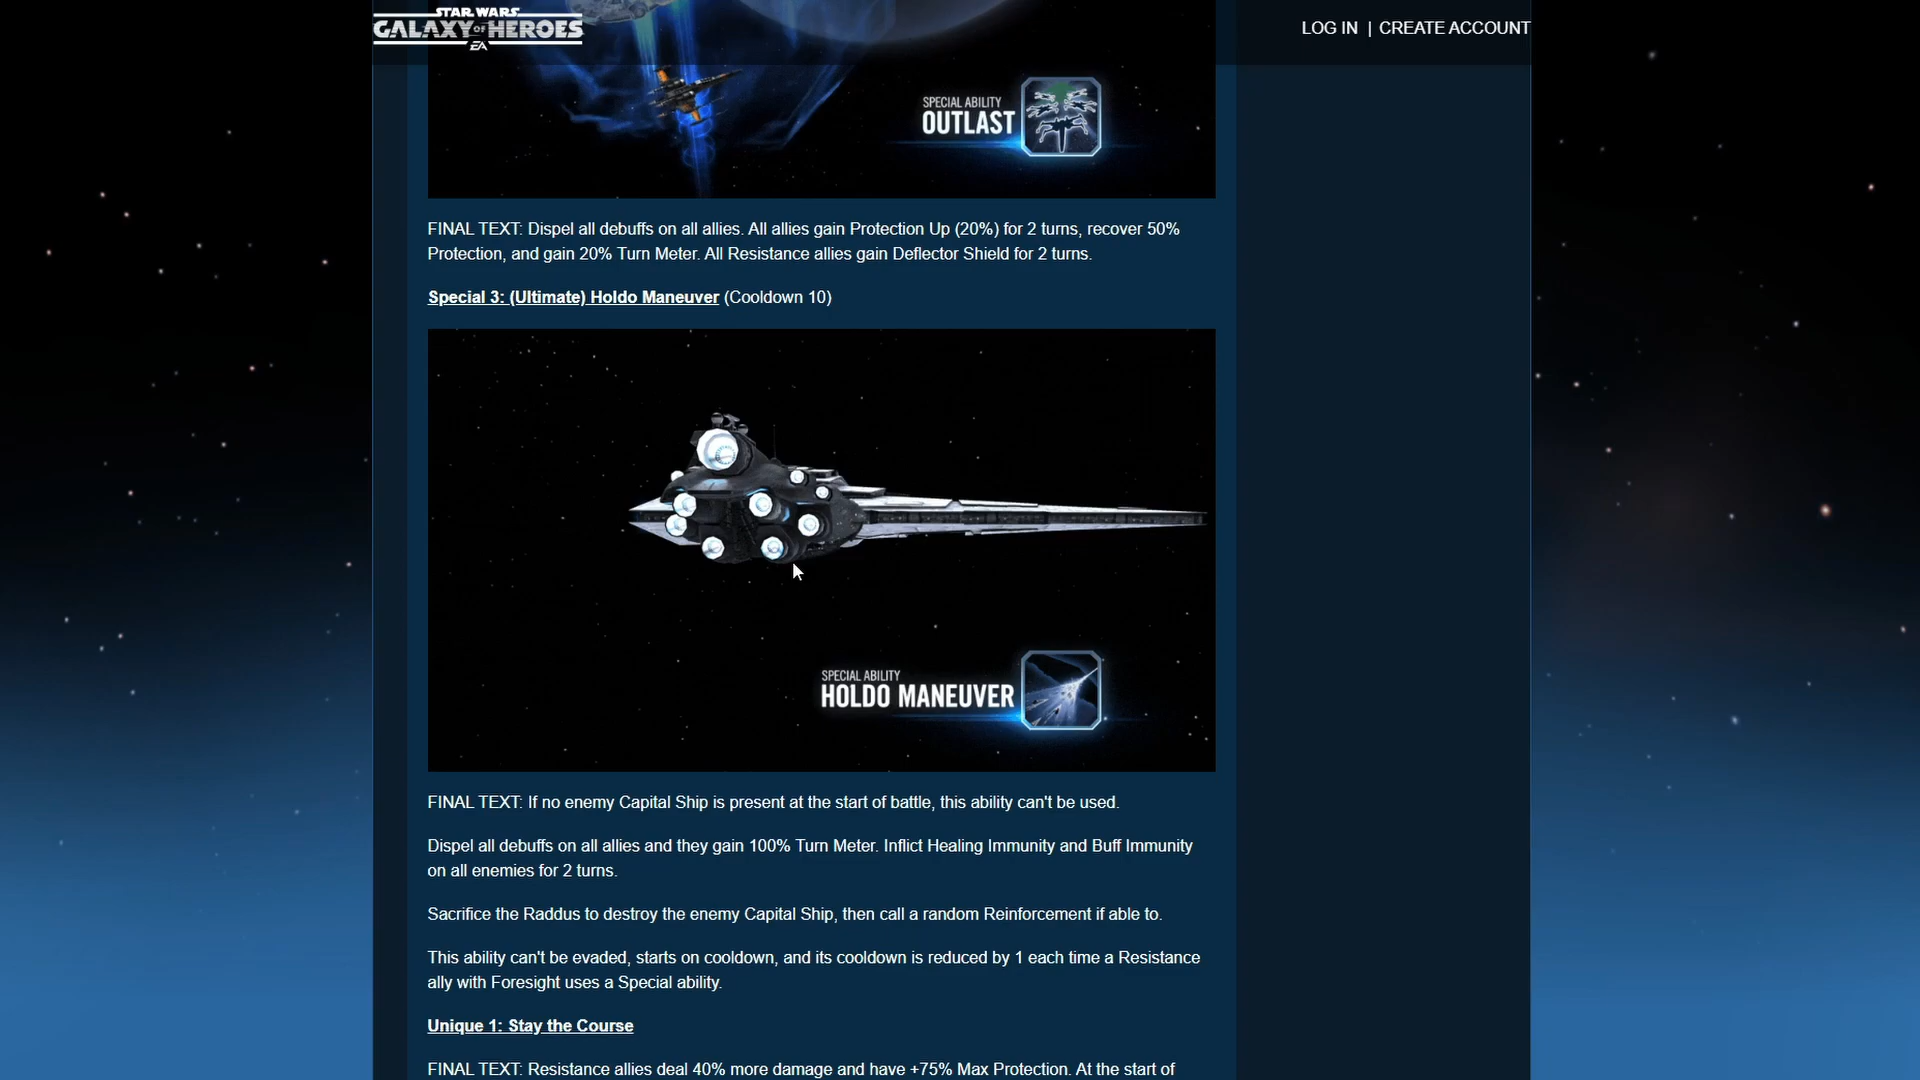 STAR WARS
GALAXY OF HEROES
EA
LOG IN | CREATE ACCOUNT
SPECIAL ABILITY
OUTLAST
FINAL TEXT: Dispel all debuffs on all allies. All allies gain Protection Up (20%) for 2 turns, recover 50%
Protection, and gain 20% Turn Meter. All Resistance allies gain Deflector Shield for 2 turns.
Special 3: (Ultimate) Holdo Maneuver (Cooldown 10)
SPECIAL ABILITY
HOLDO MANEUVER
FINAL TEXT: If no enemy Capital Ship is present at the start of battle, this ability can't be used.
Dispel all debuffs on all allies and they gain 100% Turn Meter. Inflict Healing Immunity and Buff Immunity
on all enemies for 2 turns.
Sacrifice the Raddus to destroy the enemy Capital Ship, then call a random Reinforcement if able to.
This ability can't be evaded, starts on cooldown, and its cooldown is reduced by 1 each time a Resistance
ally with Foresight uses a Special ability.
Unique 1: Stay the Course
FINAL TEXT: Resistance allies deal 40% more damage and have +75% Max Protection. At the start of